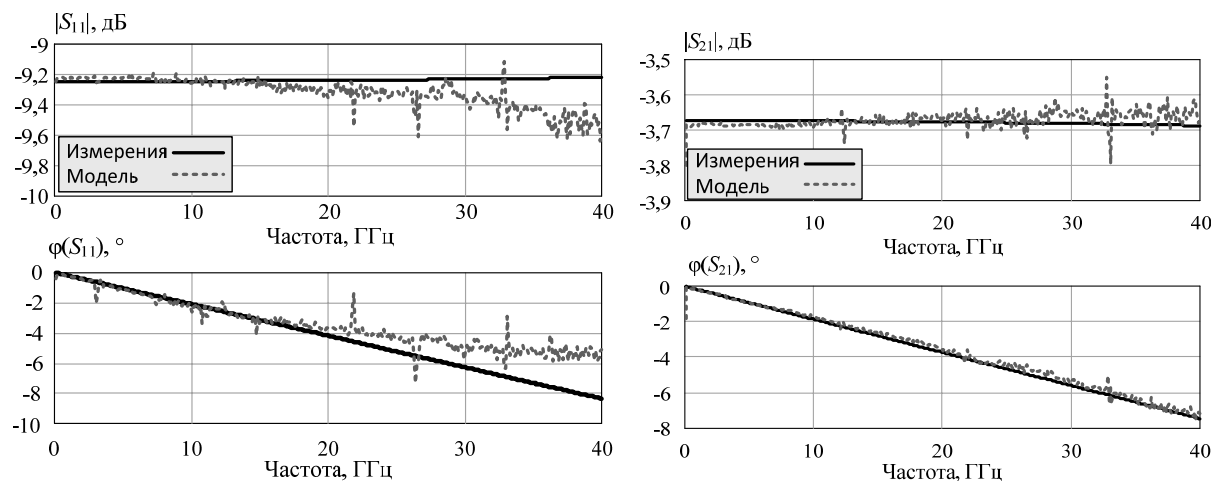 |S11|, дБ
-9
-9,2
-9,4
-9,6
-9,8
-10
Измерения
Модель
0 10 20 30 40
Частота, ГГц
|S21|, дБ
-3,5
-3,6
-3,7
-3,8
-3,9
Измерения
Модель
0 10 20 30 40
Частота, ГГц
φ(S11), °
0
-2
-4
-6
-8
-10
0 10 20 30 40
Частота, ГГц
φ(S21), °
0
-2
-4
-6
-8
0 10 20 30 40
Частота, ГГц